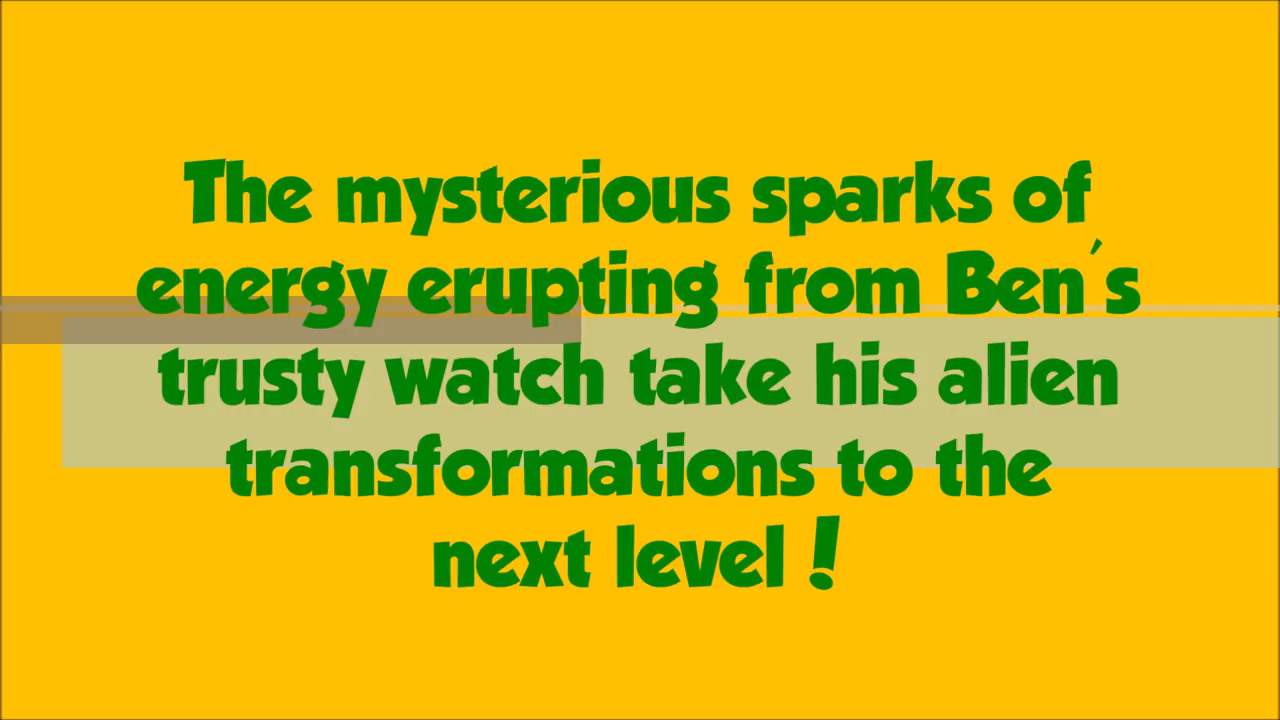 The mysterious sparks of
energy erupting from Ben's
trusty watch take his alien
transformations to the
next level!